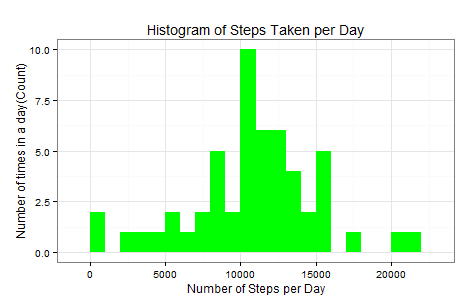 Histogram of Steps Taken per Day
Number of times in a day(Count)
10.0
7.5
5.0
2.5
0.0
0 5000 10000 15000 20000
Number of Steps per Day